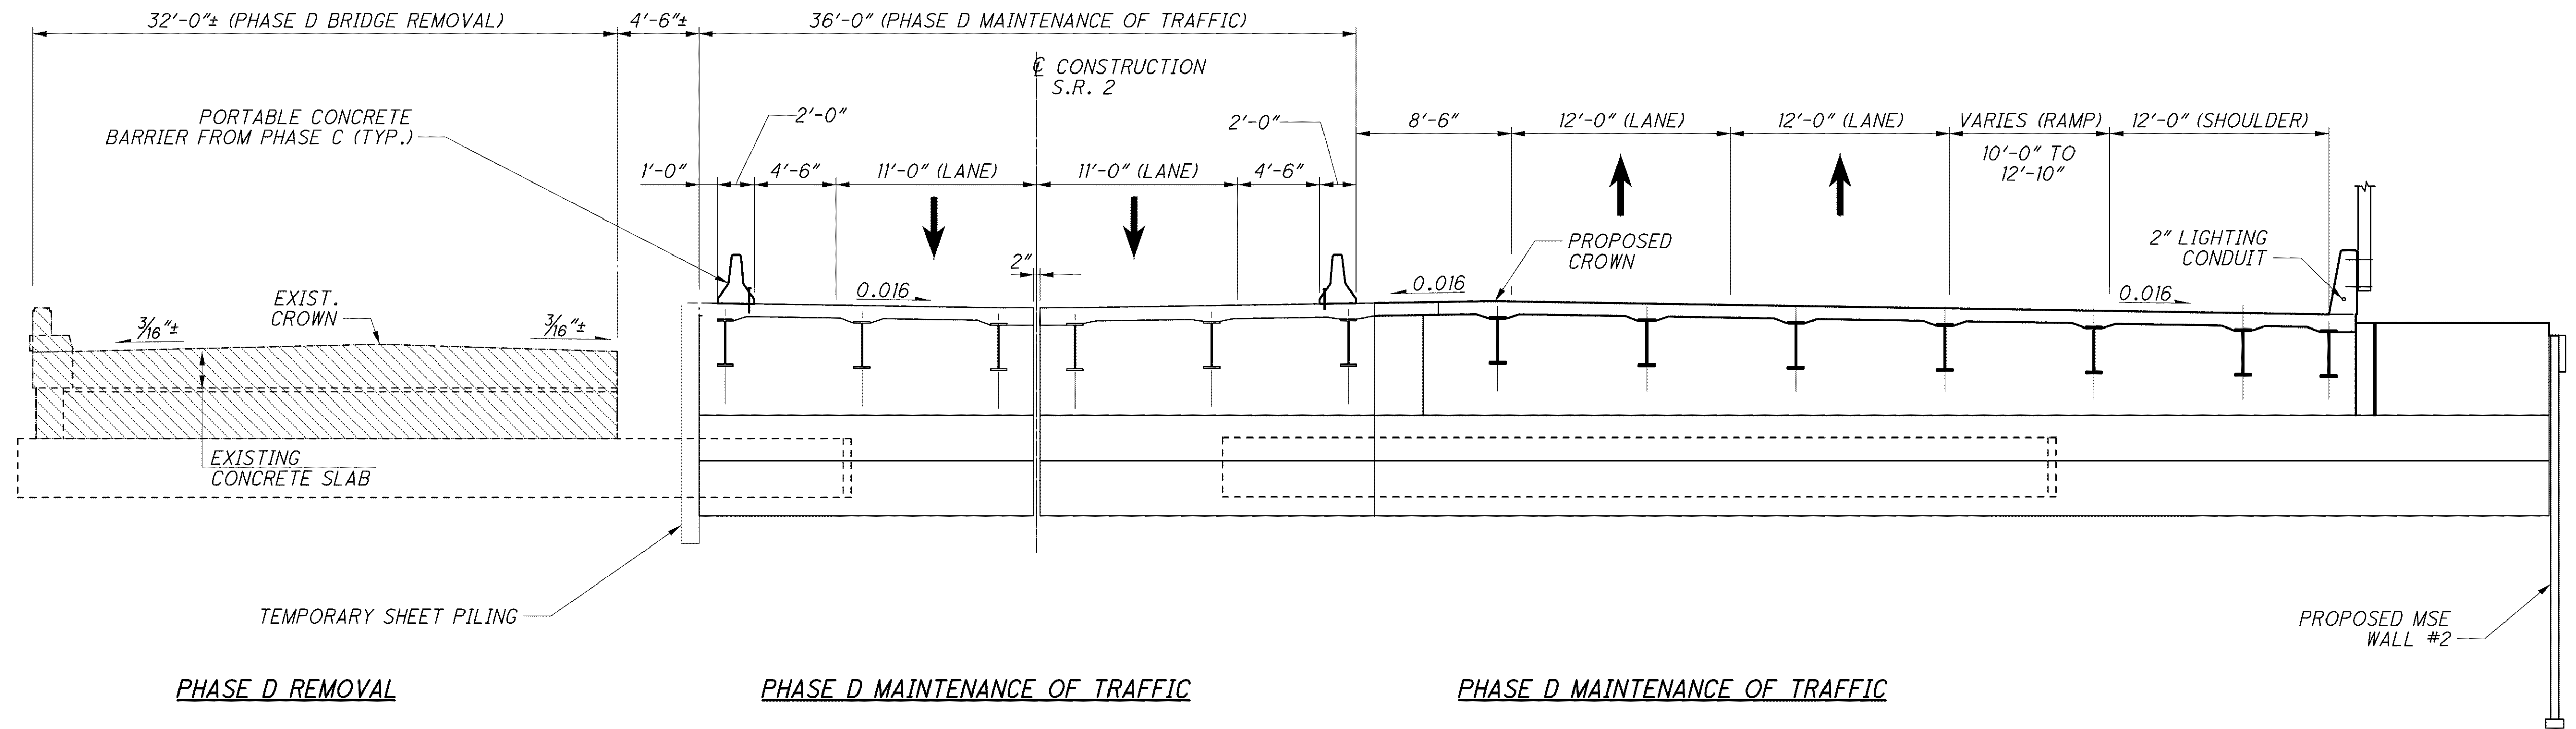 32'-0"± (PHASE D BRIDGE REMOVAL)
4'-6"±
36'-0" (PHASE D MAINTENANCE OF TRAFFIC)
℄ CONSTRUCTION
S.R. 2
PORTABLE CONCRETE
BARRIER FROM PHASE C (TYP.)
2'-0"
2'-0"
8'-6"
12'-0" (LANE)
12'-0" (LANE)
VARIES (RAMP)
10'-0" TO
12'-10"
12'-0" (SHOULDER)
1'-0"
4'-6"
11'-0" (LANE)
11'-0" (LANE)
4'-6"
2"
PROPOSED
CROWN
2" LIGHTING
CONDUIT
EXIST.
CROWN
3/16"±
3/16"±
0.016
0.016
0.016
EXISTING
CONCRETE SLAB
TEMPORARY SHEET PILING
PROPOSED MSE
WALL #2
PHASE D REMOVAL
PHASE D MAINTENANCE OF TRAFFIC
PHASE D MAINTENANCE OF TRAFFIC